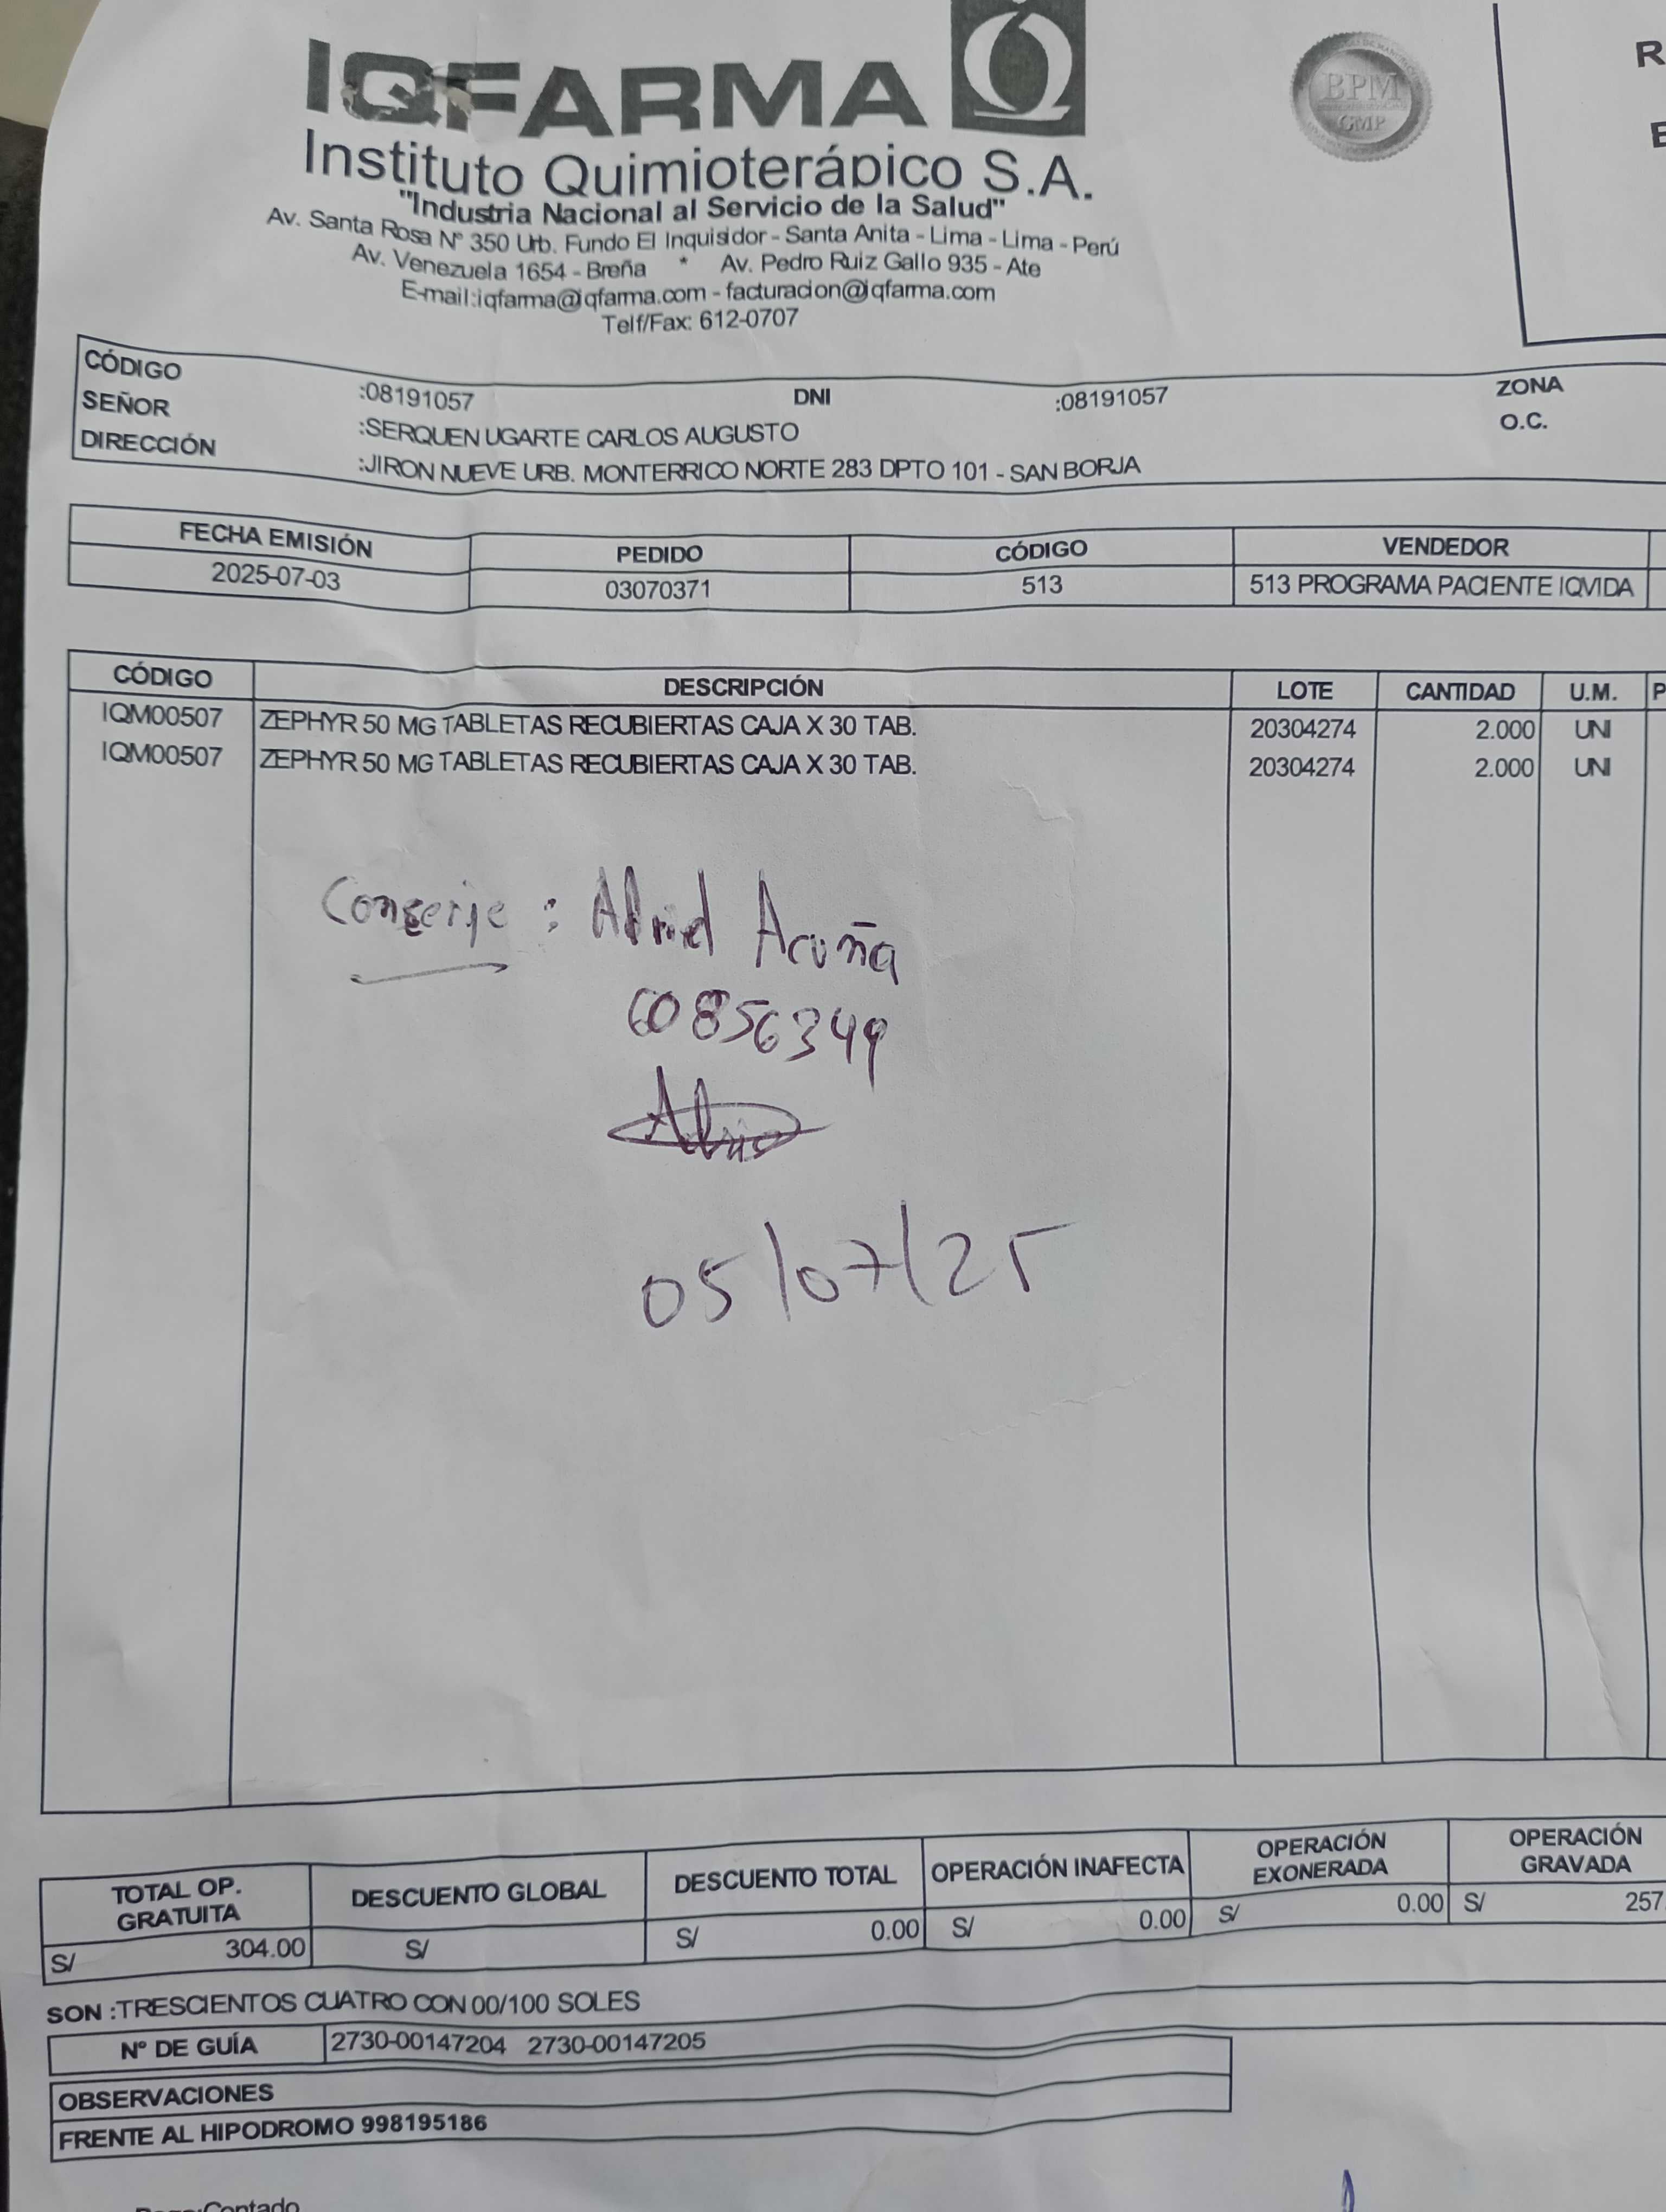 IQFARMA
Instituto Quimioterápico S.A.
"Industria Nacional al Servicio de la Salud"
Av. Santa Rosa N° 350 Urb. Fundo El Inquisidor - Santa Anita - Lima - Lima - Perú
Av. Venezuela 1654 - Breña * Av. Pedro Ruiz Gallo 935 - Ate
E-mail:iqfarma@iqfarma.com - facturacion@iqfarma.com
Telf/Fax: 612-0707
BPM
GMP
R
E
CÓDIGO :08191057 DNI :08191057 ZONA
SEÑOR :SERQUEN UGARTE CARLOS AUGUSTO O.C.
DIRECCIÓN :JIRON NUEVE URB. MONTERRICO NORTE 283 DPTO 101 - SAN BORJA
FECHA EMISIÓN PEDIDO CÓDIGO VENDEDOR
2025-07-03 03070371 513 513 PROGRAMA PACIENTE IQVIDA
CÓDIGO DESCRIPCIÓN LOTE CANTIDAD U.M. P
IQM00507 ZEPHYR 50 MG TABLETAS RECUBIERTAS CAJA X 30 TAB. 20304274 2.000 UNI
IQM00507 ZEPHYR 50 MG TABLETAS RECUBIERTAS CAJA X 30 TAB. 20304274 2.000 UNI
Conserje : Acuña
60856349
05/07/25
TOTAL OP. GRATUITA DESCUENTO GLOBAL DESCUENTO TOTAL OPERACIÓN INAFECTA OPERACIÓN EXONERADA OPERACIÓN GRAVADA
S/ 304.00 S/ S/ 0.00 S/ 0.00 S/ 0.00 S/ 257
SON :TRESCIENTOS CUATRO CON 00/100 SOLES
N° DE GUÍA 2730-00147204 2730-00147205
OBSERVACIONES
FRENTE AL HIPODROMO 998195186